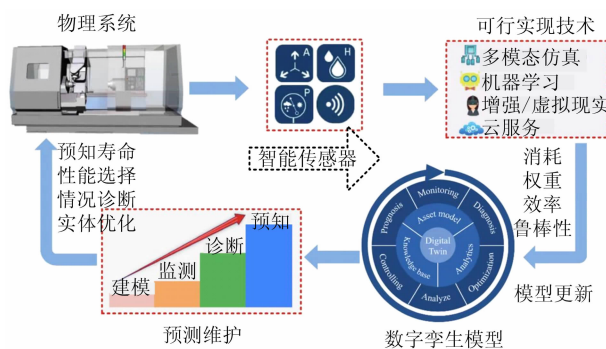 物理系统
可行实现技术
A
H
P
多模态仿真
机器学习
增强/虚拟现实
云服务
智能传感器
预知寿命
性能选择
情况诊断
实体优化
消耗
权重
效率
鲁棒性
模型更新
建模
监测
诊断
预知
预测维护
Monitoring
Diagnosis
Optimization
Analyze
Controlling
Prognosis
Asset model
Analytics
Knowledge base
Digital
Twin
数字孪生模型